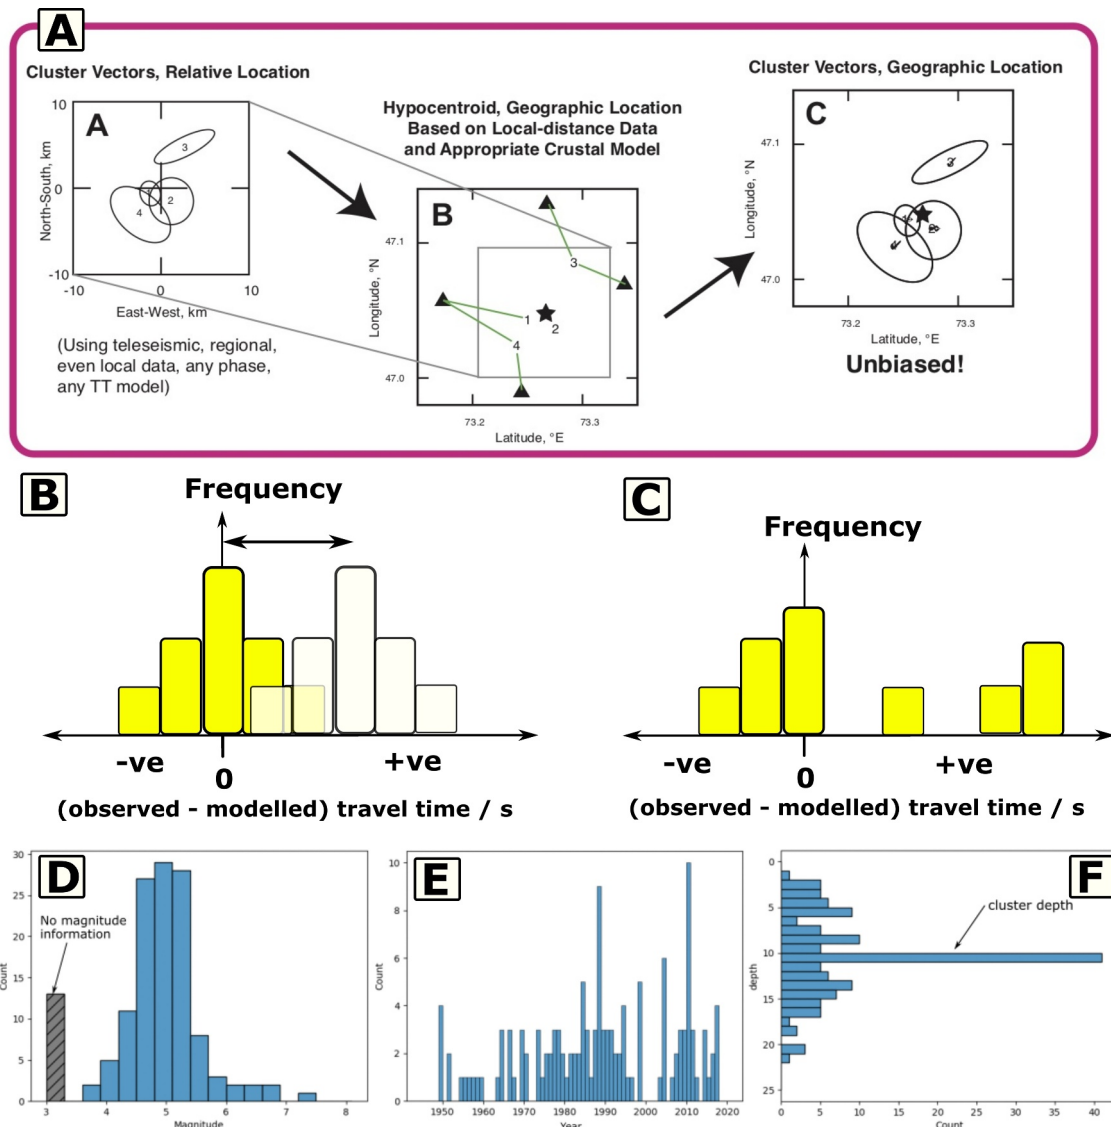 A
Cluster Vectors, Relative Location
10
A
3
North-South, km
0
1
2
4
-10
-10
0
10
East-West, km
(Using teleseismic, regional,
even local data, any phase,
any TT model)
Hypocentroid, Geographic Location
Based on Local-distance Data
and Appropriate Crustal Model
B
47.1
3
Longitude, °N
1
2
4
47.0
73.2
73.3
Latitude, °E
Cluster Vectors, Geographic Location
C
47.1
Longitude, °N
47.0
73.2
73.3
Latitude, °E
Unbiased!
B
Frequency
-ve
0
+ve
(observed - modelled) travel time / s
C
Frequency
-ve
0
+ve
(observed - modelled) travel time / s
D
30
25
20
15
10
5
0
Count
No magnitude
information
3
4
5
6
7
8
Magnitude
E
10
8
6
4
2
0
Count
1950
1960
1970
1980
1990
2000
2010
2020
Year
F
0
5
10
15
20
25
depth
cluster depth
0
5
10
15
20
25
30
35
40
Count